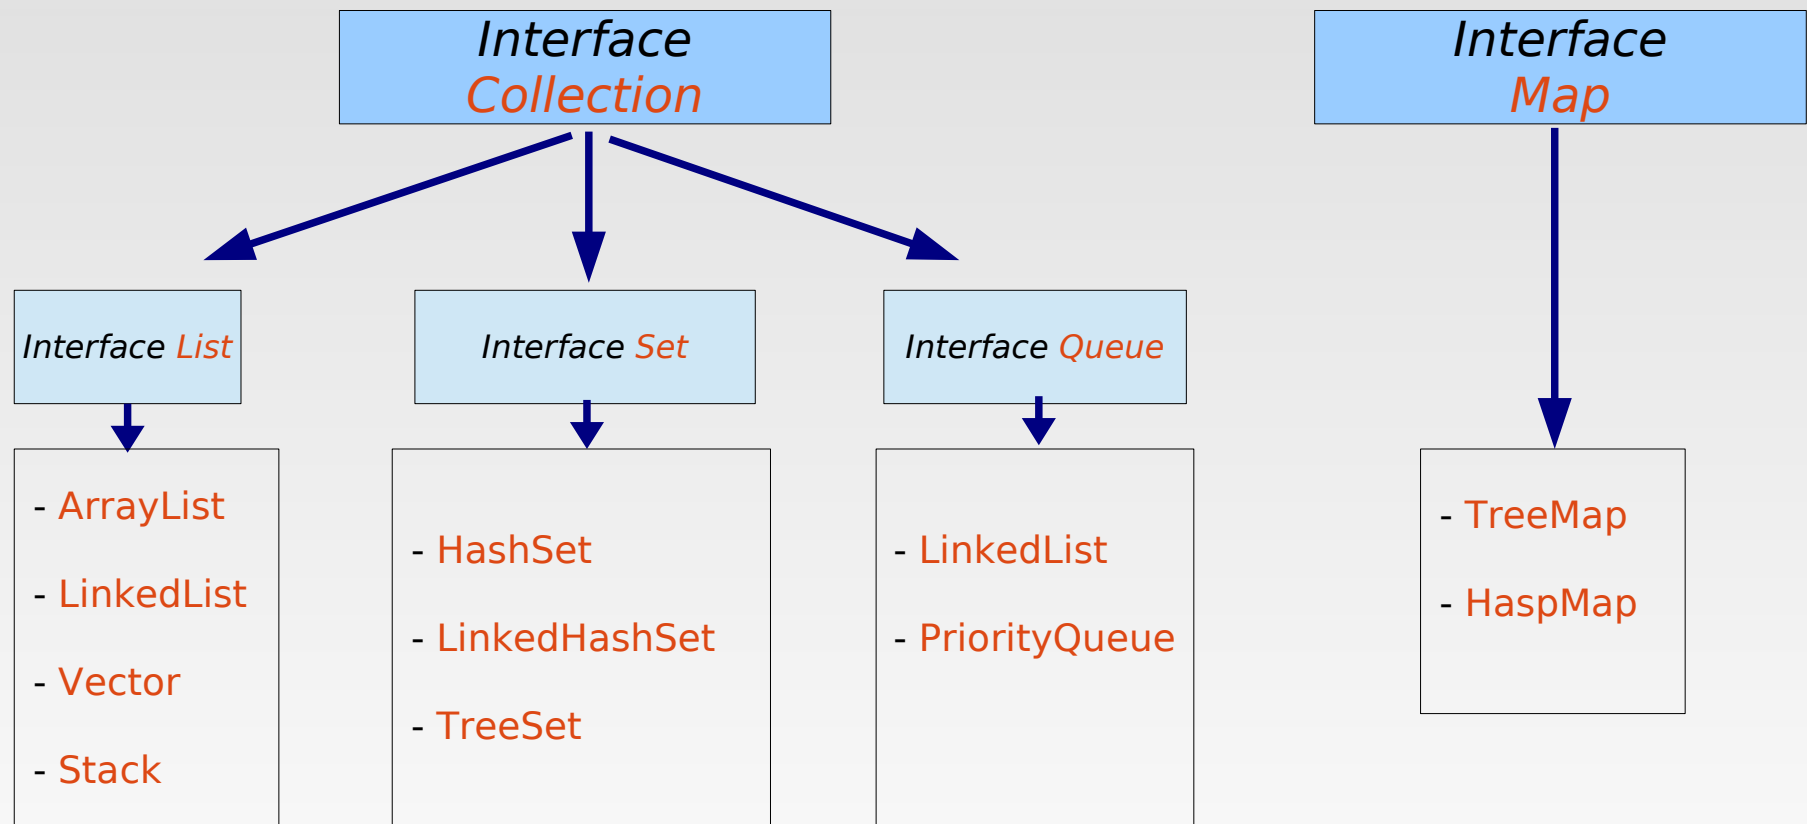 Interface
Collection
Interface
Map
Interface List
Interface Set
Interface Queue
- ArrayList
- LinkedList
- Vector
- Stack
- HashSet
- LinkedHashSet
- TreeSet
- LinkedList
- PriorityQueue
- TreeMap
- HaspMap